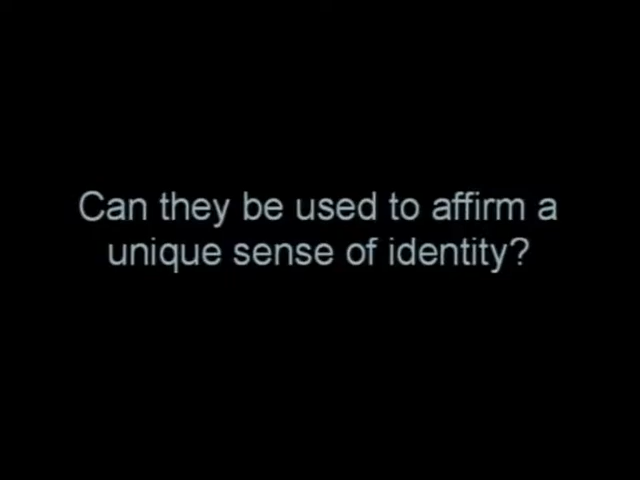 Can they be used to affirm a
unique sense of identity?